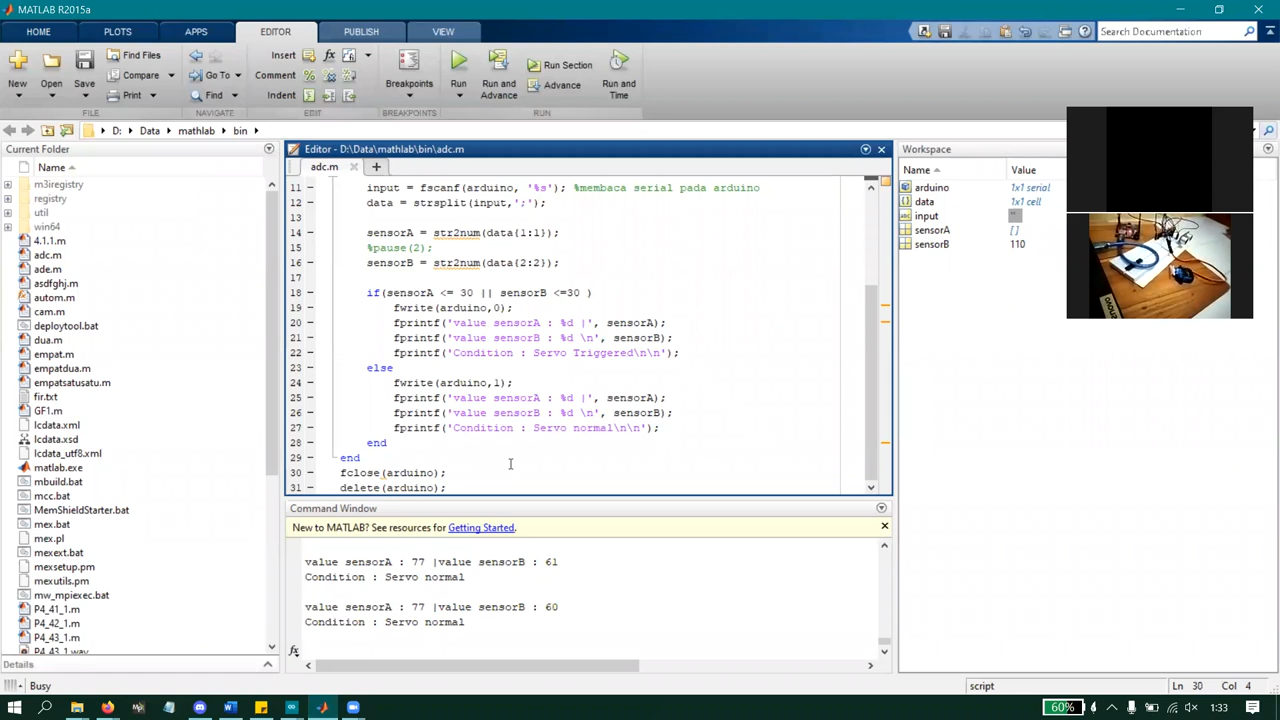 MATLAB R2015a
HOME PLOTS APPS EDITOR PUBLISH VIEW
Search Documentation
New Open Save
Find Files
Compare
Print
Go To
Find
Insert
Comment
Indent
Breakpoints
Run
Run and Advance
Run Section
Advance
Run and Time
FILE NAVIGATE EDIT BREAKPOINTS RUN
D: Data mathlab bin
Current Folder
Name
m3iregistry
registry
util
win64
4.1.1.m
adc.m
ade.m
asdfghj.m
autom.m
cam.m
deploytool.bat
dua.m
empat.m
empatdua.m
empatsatusatu.m
fir.txt
GF1.m
lcdata.xml
lcdata.xsd
lcdata_utf8.xml
matlab.exe
mbuild.bat
mcc.bat
MemShieldStarter.bat
mex.bat
mex.pl
mexext.bat
mexsetup.pm
mexutils.pm
mw_mpiexec.bat
P4_41_1.m
P4_42_1.m
P4_43_1.m
P4_43_1.wav
Details
Editor - D:\Data\mathlab\bin\adc.m
adc.m
11 input = fscanf(arduino, '%s'); %membaca serial pada arduino
12 data = strsplit(input,';');
13
14 sensorA = str2num(data{1:1});
15 %pause(2);
16 sensorB = str2num(data{2:2});
17
18 if(sensorA <= 30 || sensorB <=30 )
19 fwrite(arduino,0);
20 fprintf('value sensorA : %d |', sensorA);
21 fprintf('value sensorB : %d \n', sensorB);
22 fprintf('Condition : Servo Triggered\n\n');
23 else
24 fwrite(arduino,1);
25 fprintf('value sensorA : %d |', sensorA);
26 fprintf('value sensorB : %d \n', sensorB);
27 fprintf('Condition : Servo normal\n\n');
28 end
29 end
30 fclose(arduino);
31 delete(arduino);
Command Window
New to MATLAB? See resources for Getting Started.
value sensorA : 77 |value sensorB : 61
Condition : Servo normal
value sensorA : 77 |value sensorB : 60
Condition : Servo normal
fx
Workspace
Name Value
arduino 1x1 serial
data 1x1 cell
input ''
sensorA []
sensorB 110
Busy
script
Ln 30 Col 4
60%
1:33